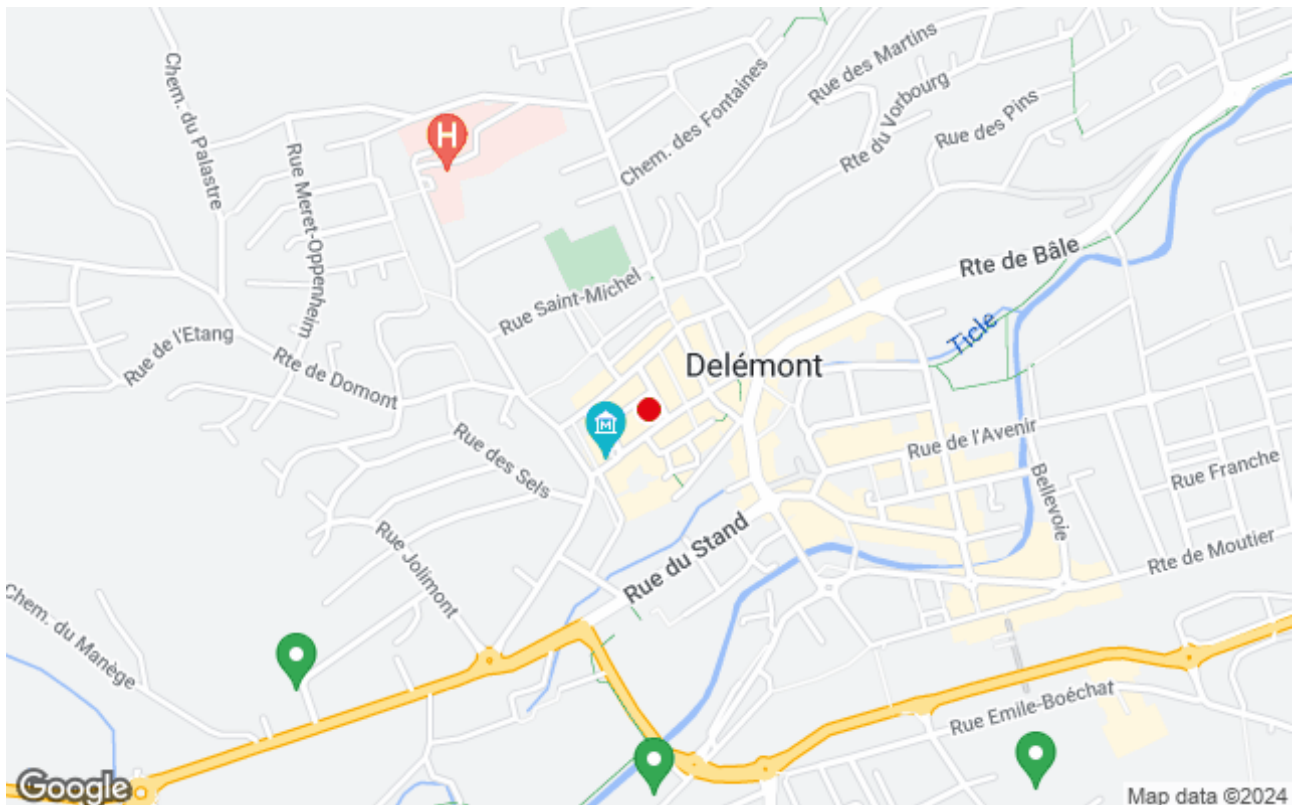 Chem. du Palastre
Rue Meret-Oppenheim
H
Chem. des Fontaines
Rue des Martins
Rte du Vorbourg
Rue des Pins
Rte de Bâle
Rue Saint-Michel
Ticle
Rue de l'Etang
Rte de Domont
Delémont
M
Rue des Sels
Rue de l'Avenir
Rue Franche
Bellevoie
Rue du Stand
Rte de Moutier
Rue Jolimont
Chem. du Manège
Rue Emile-Boéchat
Google
Map data ©2024